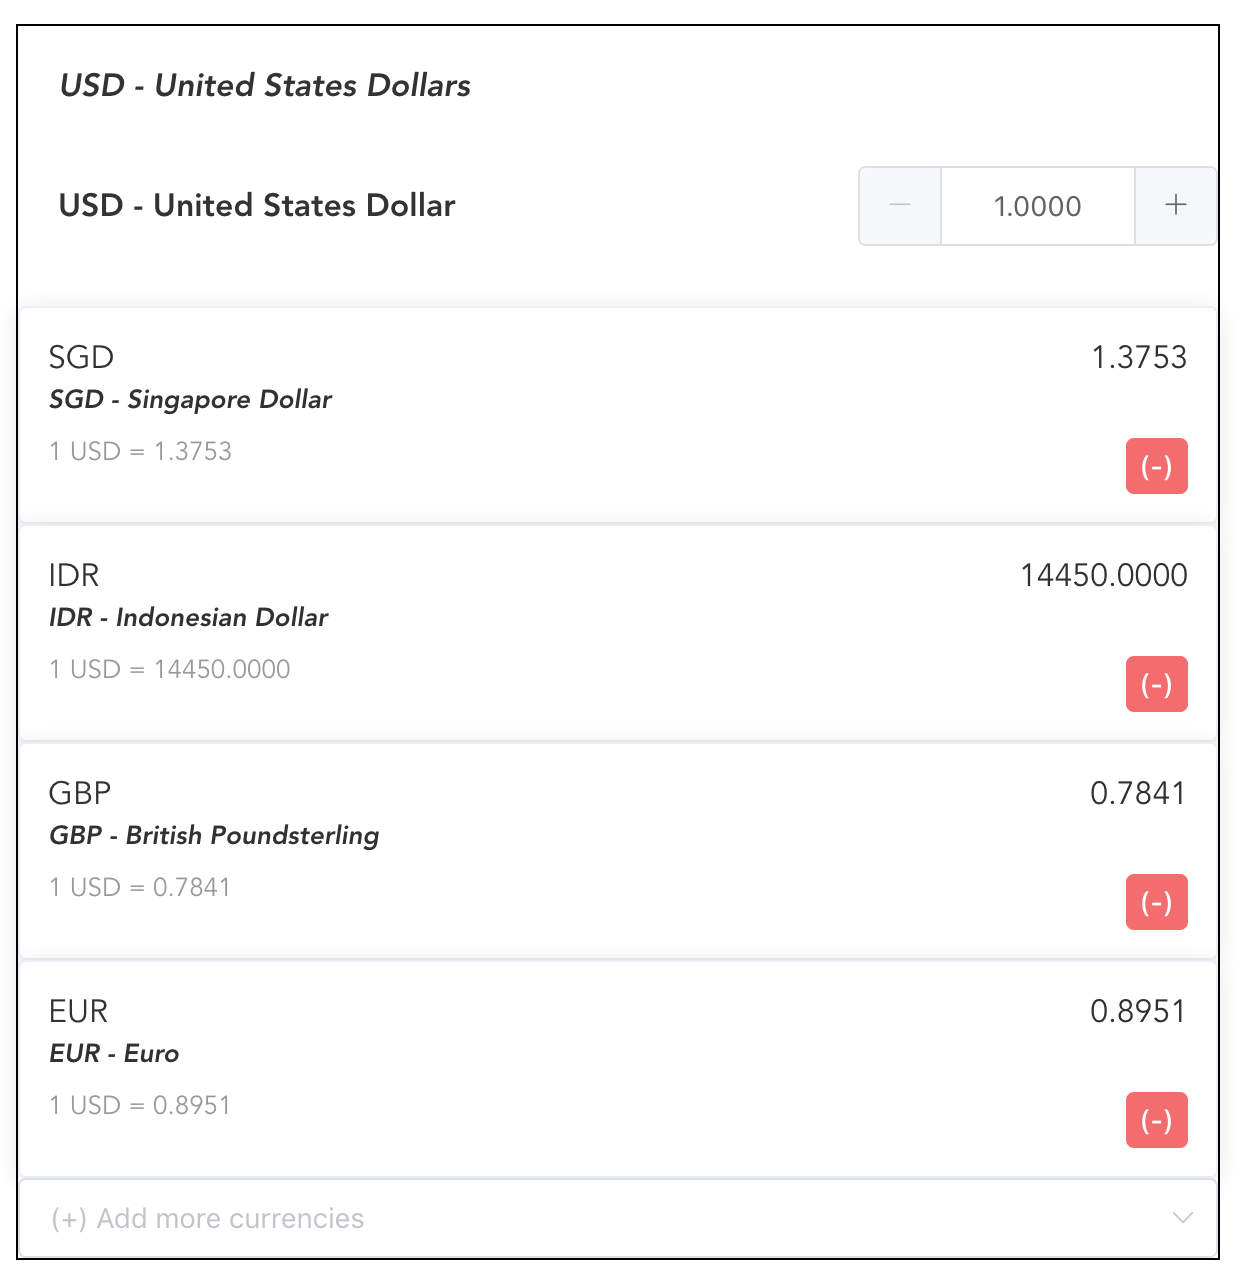 USD - United States Dollars
USD - United States Dollar
− 1.0000 +
SGD 1.3753
SGD - Singapore Dollar
1 USD = 1.3753
(-)
IDR 14450.0000
IDR - Indonesian Dollar
1 USD = 14450.0000
(-)
GBP 0.7841
GBP - British Poundsterling
1 USD = 0.7841
(-)
EUR 0.8951
EUR - Euro
1 USD = 0.8951
(-)
(+) Add more currencies